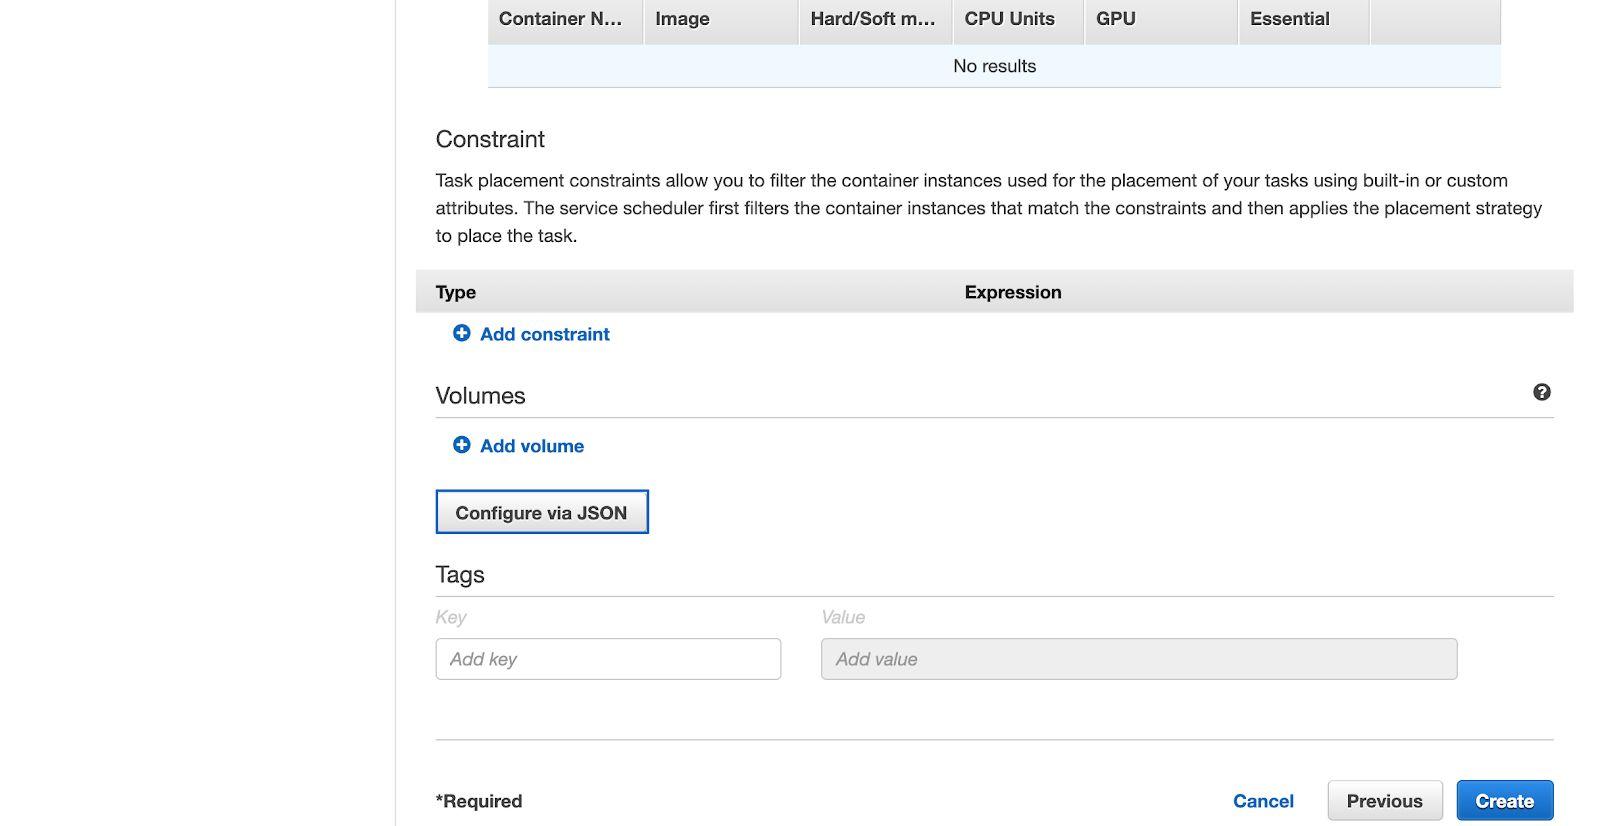 Container N... Image Hard/Soft m... CPU Units GPU Essential
No results
Constraint
Task placement constraints allow you to filter the container instances used for the placement of your tasks using built-in or custom
attributes. The service scheduler first filters the container instances that match the constraints and then applies the placement strategy
to place the task.
Type Expression
Add constraint
Volumes
Add volume
Configure via JSON
Tags
Key Value
Add key Add value
*Required Cancel Previous Create